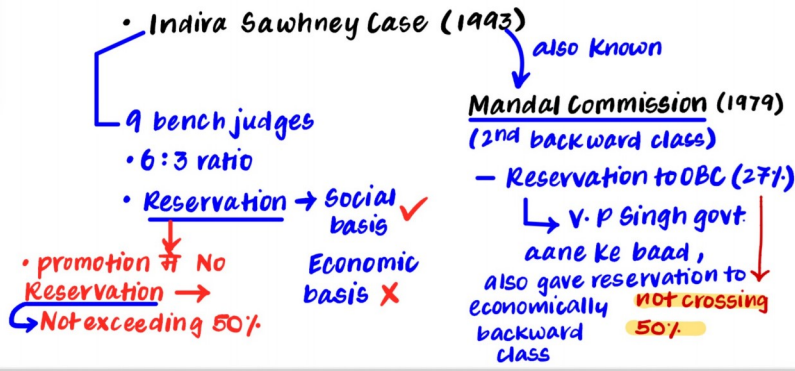 • Indira Sawhney Case (1993)
also Known
Mandal Commission (1979)
(2nd backward class)
– Reservation to OBC (27%)
V. P Singh govt.
aane ke baad,
also gave reservation to
economically
backward
class
not crossing
50%
9 bench judges
• 6:3 ratio
• Reservation → Social ✓
basis
Economic
basis X
• promotion में No
Reservation →
Not exceeding 50%